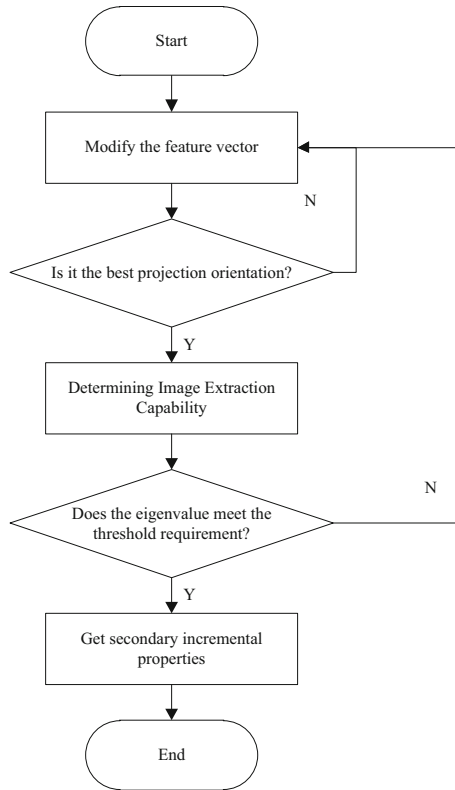 Start
Modify the feature vector
N
Is it the best projection orientation?
Y
Determining Image Extraction
Capability
N
Does the eigenvalue meet the
threshold requirement?
Y
Get secondary incremental
properties
End